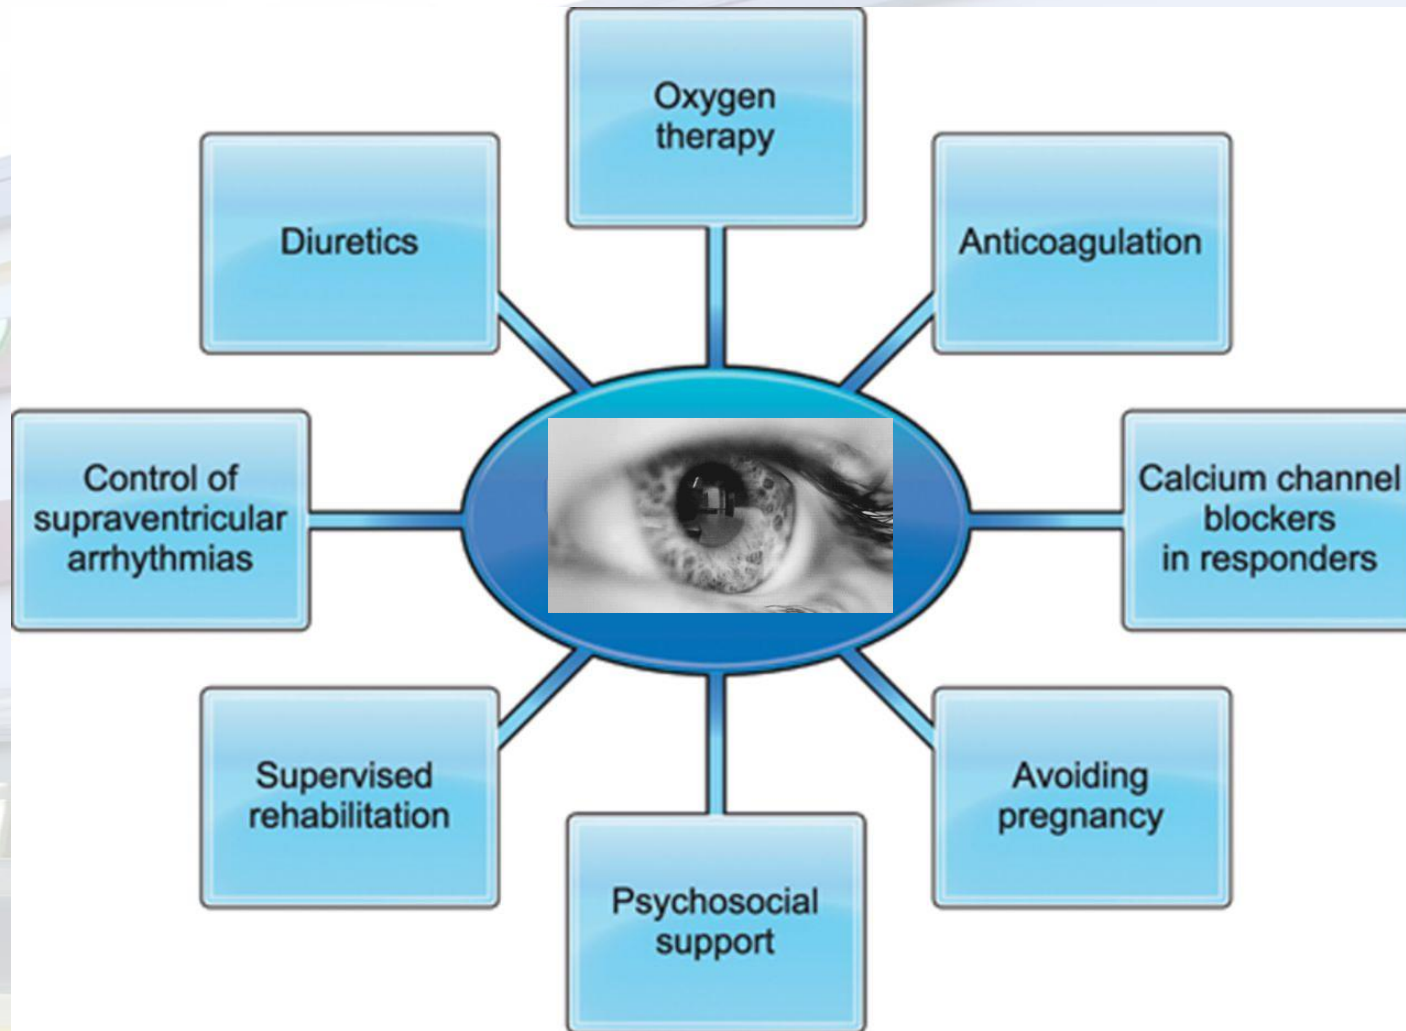 Oxygen
therapy
Diuretics
Anticoagulation
Control of
supraventricular
arrhythmias
Calcium channel
blockers
in responders
Supervised
rehabilitation
Avoiding
pregnancy
Psychosocial
support